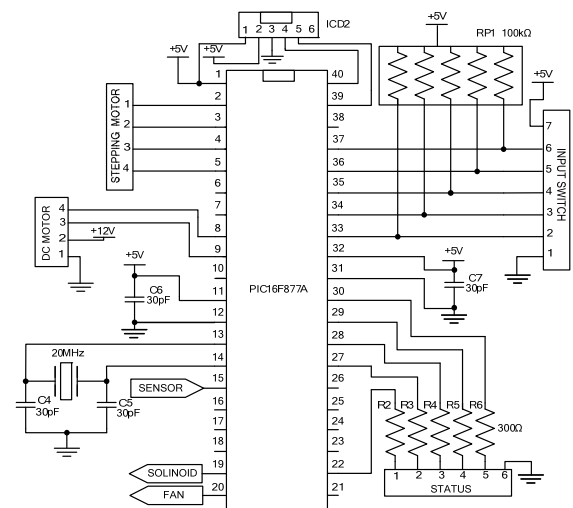 ICD2
1 2 3 4 5 6
+5V +5V
+5V
RP1 100kΩ
+5V
STEPPING MOTOR
1
2
3
4
DC MOTOR
4
3
2
1
+12V
+5V
C6
30pF
20MHz
C4
30pF
C5
30pF
SENSOR
SOLINOID
FAN
1
2
3
4
5
6
7
8
9
10
11
12
13
14
15
16
17
18
19
20
PIC16F877A
40
39
38
37
36
35
34
33
32
31
30
29
28
27
26
25
24
23
22
21
7
6
5
4
3
2
1
INPUT SWITCH
+5V
C7
30pF
R2 R3 R4 R5 R6
300Ω
1 2 3 4 5 6
STATUS